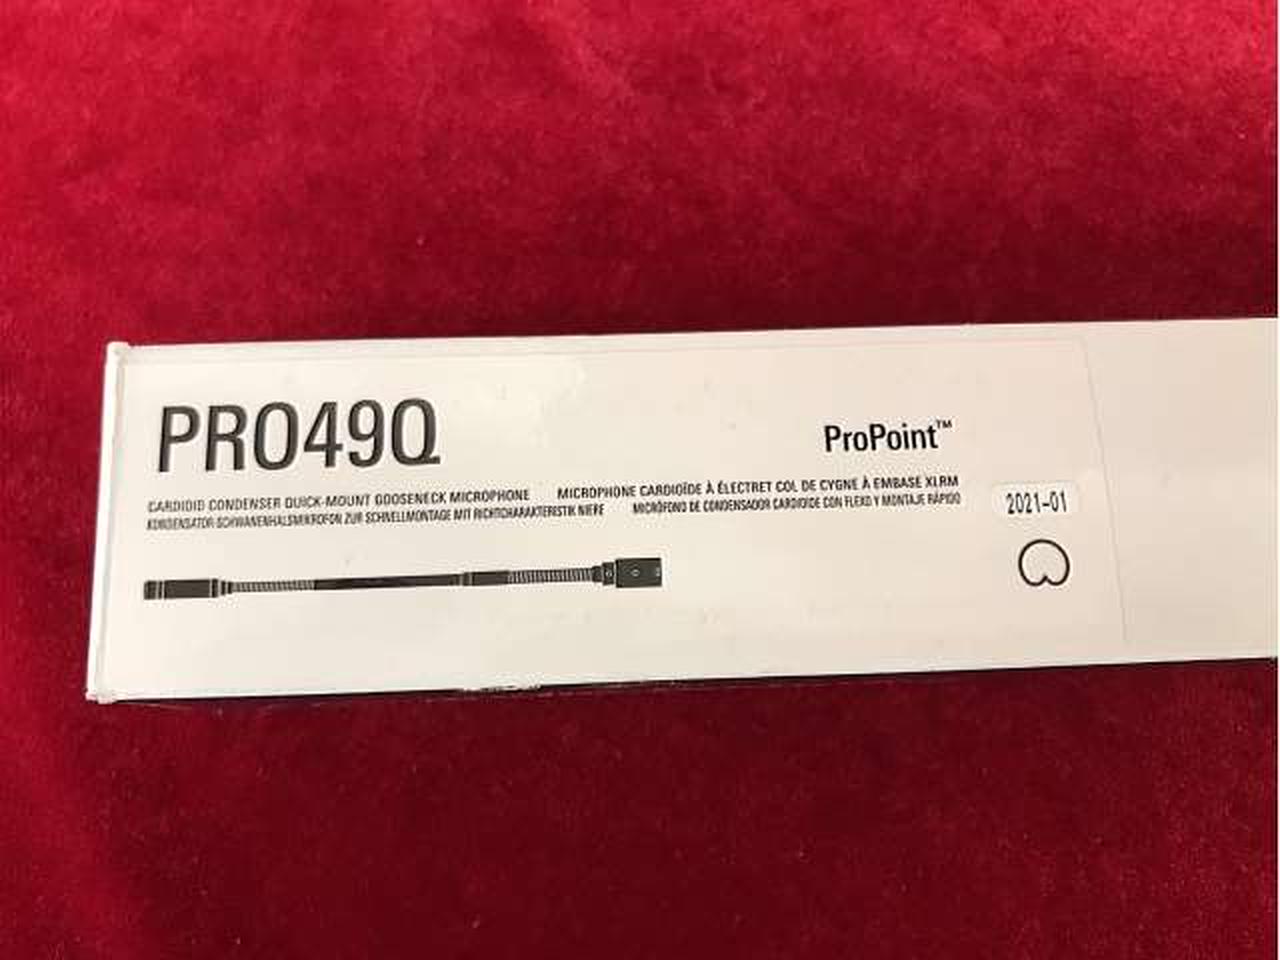 PRO49Q
ProPoint™
CARDIOID CONDENSER QUICK-MOUNT GOOSENECK MICROPHONE
MICROPHONE CARDIOÏDE À ÉLECTRET COL DE CYGNE À EMBASE XLRM
KONDENSATOR-SCHWANENHALSMIKROFON ZUR SCHNELLMONTAGE MIT RICHTCHARAKTERISTIK NIERE
MICRÓFONO DE CONDENSADOR CARDIOIDE CON FLEXO Y MONTAJE RÁPIDO
2021-01